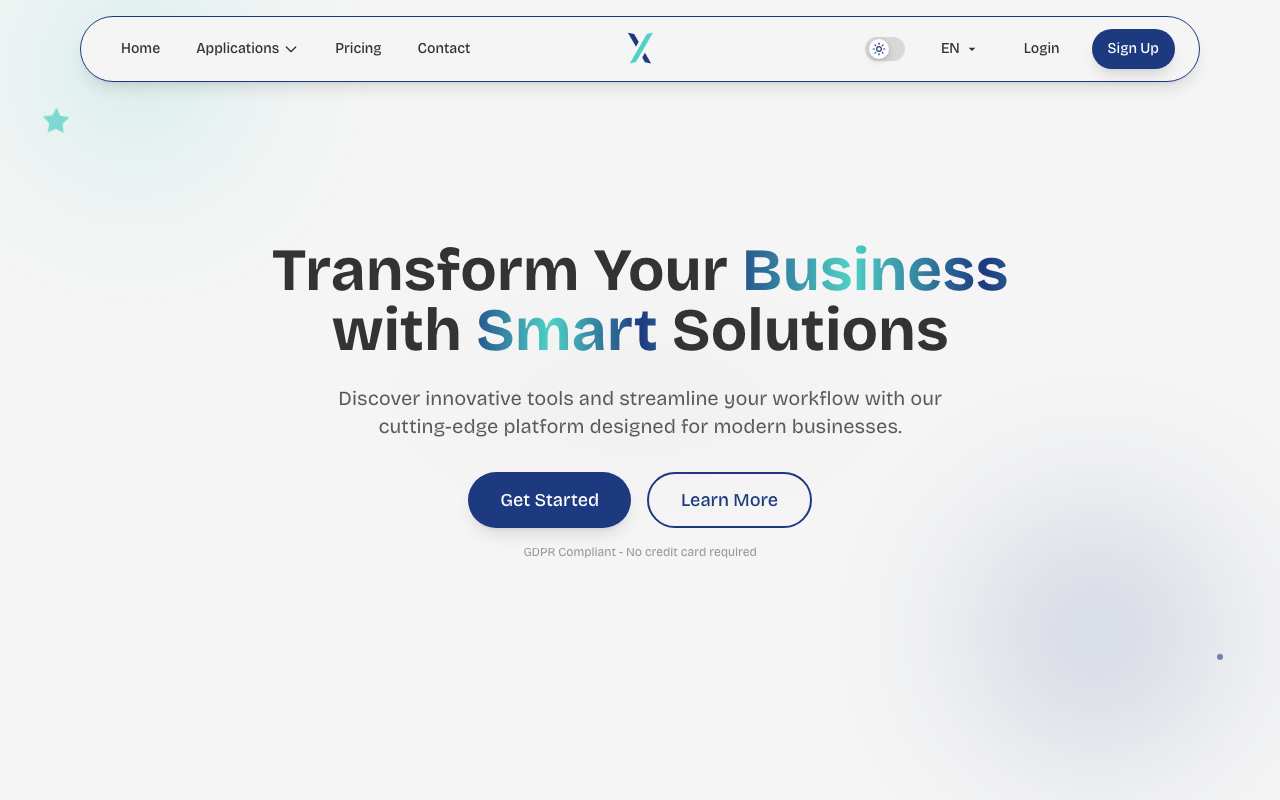 Home
Applications
Pricing
Contact
EN
Login
Sign Up
Transform Your Business
with Smart Solutions
Discover innovative tools and streamline your workflow with our
cutting-edge platform designed for modern businesses.
Get Started
Learn More
GDPR Compliant - No credit card required